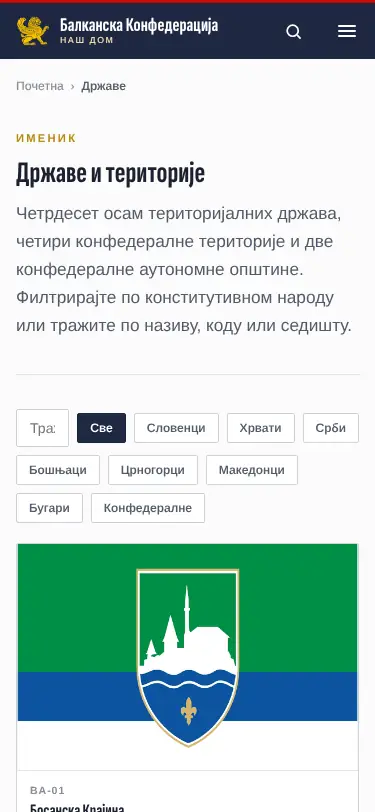 Балканска Конфедерација
НАШ ДОМ
Почетна › Државе
ИМЕНИК
Државе и територије
Четрдесет осам територијалних држава,
четири конфедералне територије и две
конфедералне аутономне општине.
Филтрирајте по конститутивном народу
или тражите по називу, коду или седишту.
Тра Све Словенци Хрвати Срби
Бошњаци Црногорци Македонци
Бугари Конфедералне
BA-01
Босанска Крајина